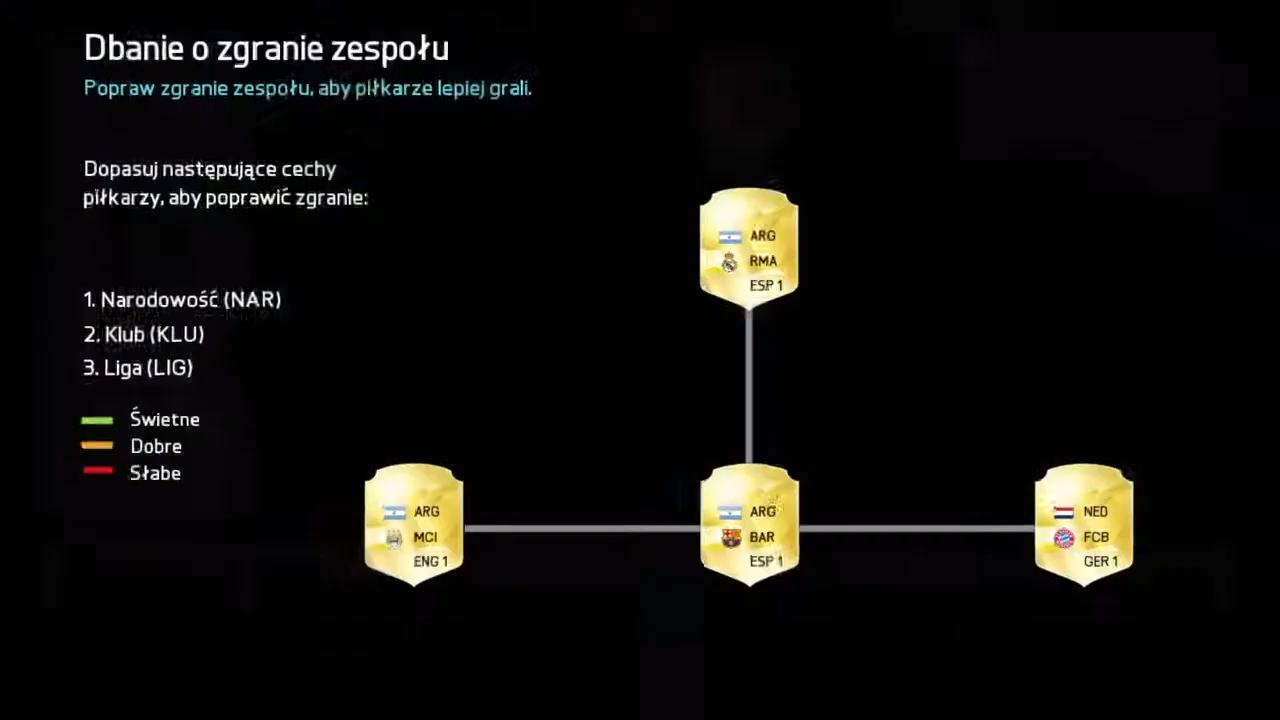 Dbanie o zgranie zespołu
Popraw zgranie zespołu, aby piłkarze lepiej grali.
Dopasuj następujące cechy
piłkarzy, aby poprawić zgranie:
1. Narodowość (NAR)
2. Klub (KLU)
3. Liga (LIG)
Świetne
Dobre
Słabe
ARG
RMA
ESP 1
ARG
MCI
ENG 1
ARG
BAR
ESP 1
NED
FCB
GER 1